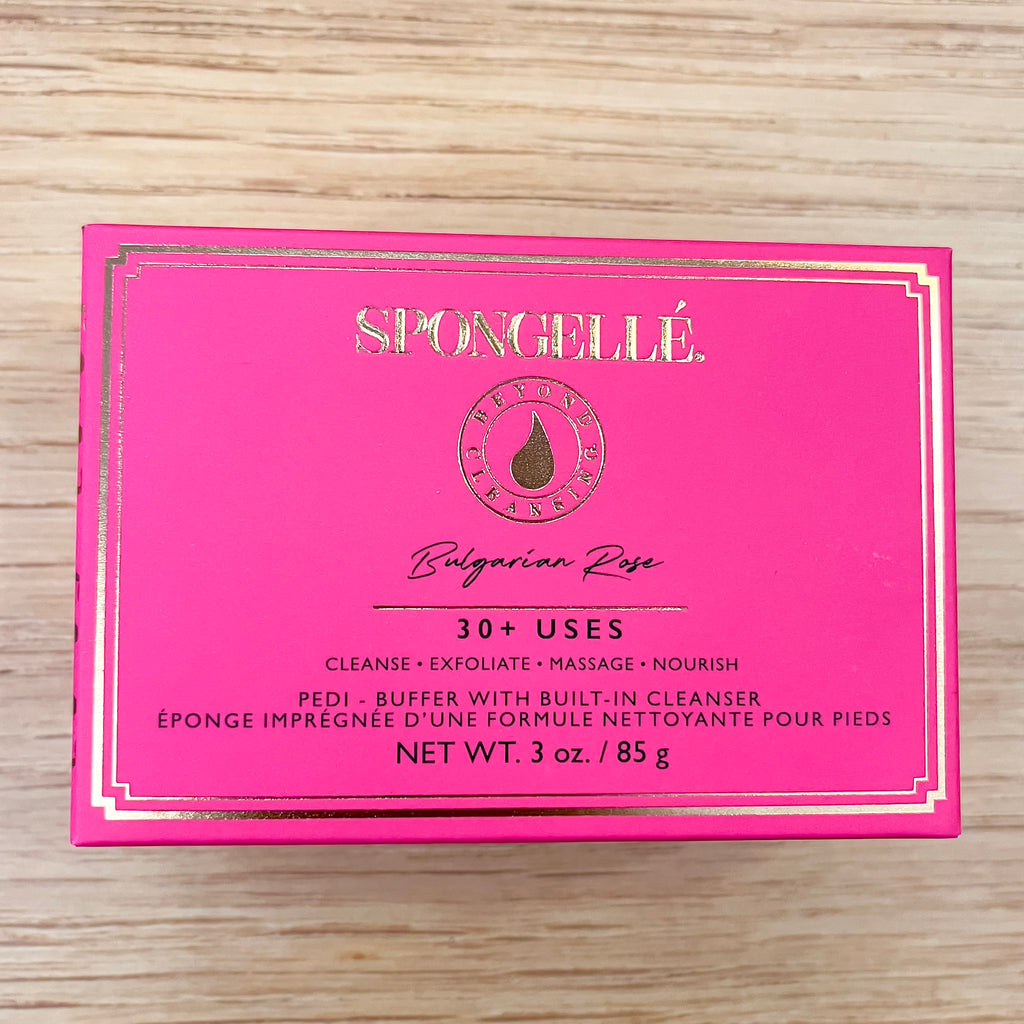 SPONGELLÉ.
BEYOND CLEANSING
Bulgarian Rose
30+ USES
CLEANSE • EXFOLIATE • MASSAGE • NOURISH
PEDI - BUFFER WITH BUILT-IN CLEANSER
ÉPONGE IMPRÉGNÉE D'UNE FORMULE NETTOYANTE POUR PIEDS
NET WT. 3 oz. / 85 g